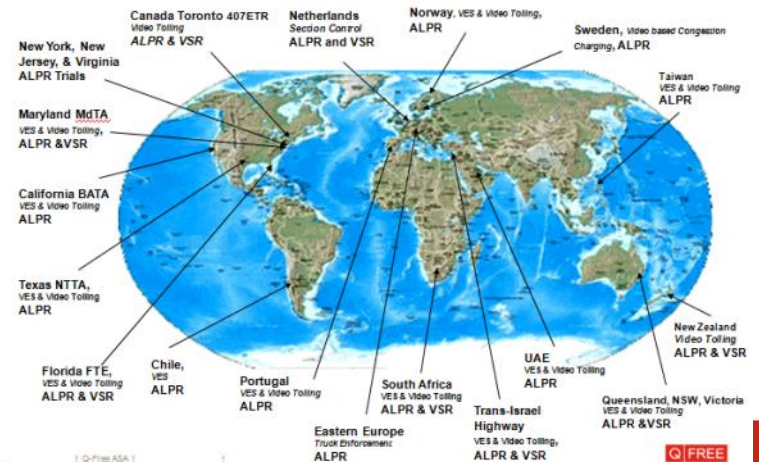 Canada Toronto 407ETR
Video Tolling
ALPR & VSR
Netherlands
Section Control
ALPR and VSR
Norway, VES & Video Tolling,
ALPR
Sweden, Video based Congestion
Charging, ALPR
New York, New
Jersey, & Virginia
ALPR Trials
Taiwan
VES & Video Tolling
ALPR
Maryland MdTA
VES & Video Tolling,
ALPR &VSR
California BATA
VES & Video Tolling
ALPR
Texas NTTA,
VES & Video Tolling
ALPR
Florida FTE,
VES & Video Tolling
ALPR & VSR
Chile,
VES
ALPR
Portugal
VES & Video Tolling
ALPR
Eastern Europe
Truck Enforcement
ALPR
South Africa
VES & Video Tolling
ALPR & VSR
Trans-Israel
Highway
VES & Video Tolling,
ALPR & VSR
UAE
VES & Video Tolling
ALPR
New Zealand
Video Tolling
ALPR & VSR
Queensland, NSW, Victoria
VES & Video Tolling
ALPR &VSR
Q-Free ASA
Q FREE